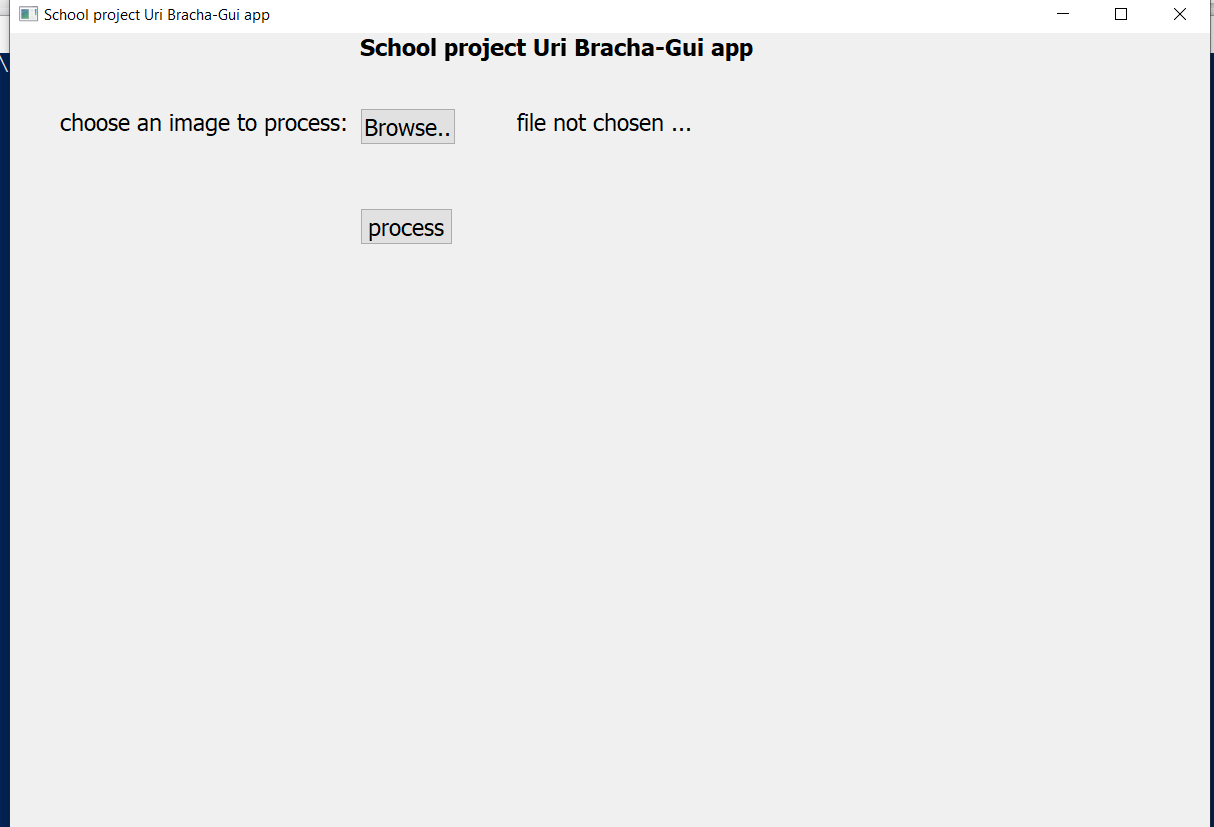 School project Uri Bracha-Gui app
School project Uri Bracha-Gui app
choose an image to process: Browse.. file not chosen ...
process
\